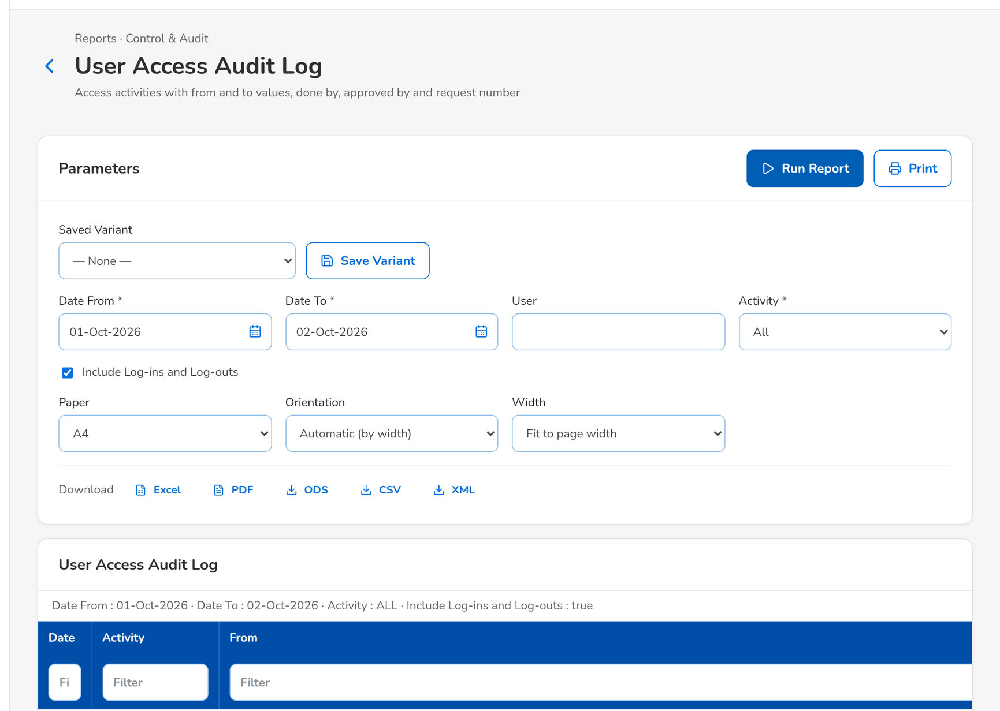 Reports · Control & Audit
User Access Audit Log
Access activities with from and to values, done by, approved by and request number
Parameters
Run Report
Print
Saved Variant
— None —
Save Variant
Date From *
Date To *
User
Activity *
01-Oct-2026
02-Oct-2026
All
Include Log-ins and Log-outs
Paper
Orientation
Width
A4
Automatic (by width)
Fit to page width
Download
Excel
PDF
ODS
CSV
XML
User Access Audit Log
Date From : 01-Oct-2026 · Date To : 02-Oct-2026 · Activity : ALL · Include Log-ins and Log-outs : true
Date
Activity
From
Fi
Filter
Filter